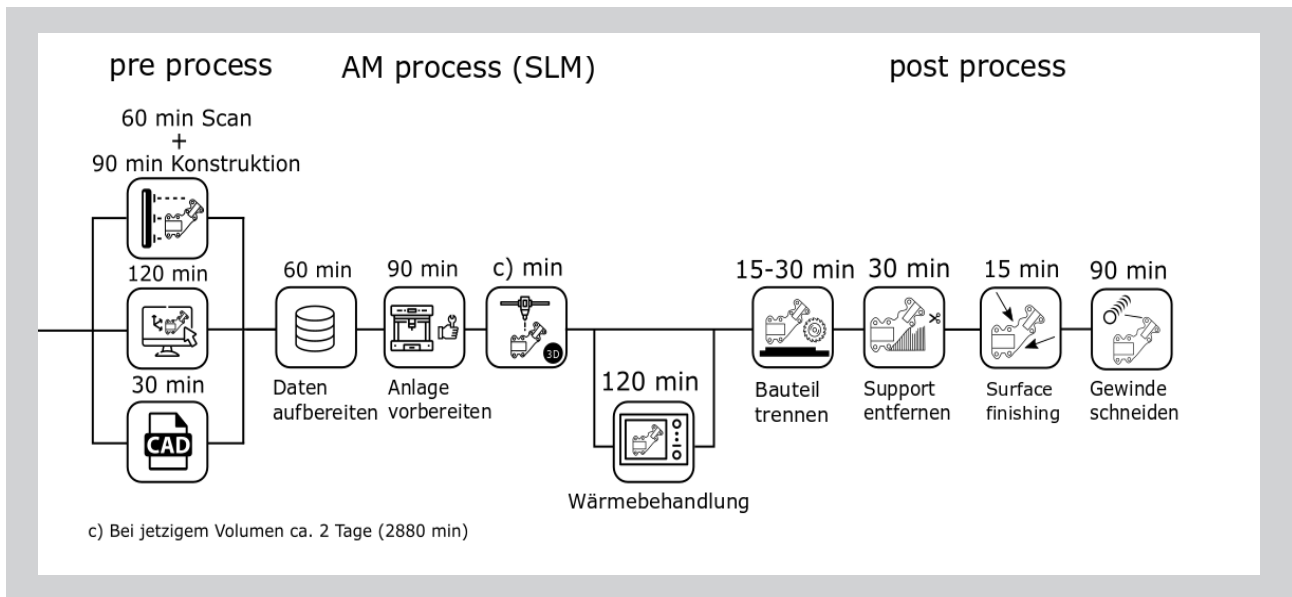 pre process
AM process (SLM)
post process
60 min Scan
+
90 min Konstruktion
120 min
30 min
CAD
60 min
Daten
aufbereiten
90 min
Anlage
vorbereiten
c) min
3D
120 min
Wärmebehandlung
15-30 min
Bauteil
trennen
30 min
Support
entfernen
15 min
Surface
finishing
90 min
Gewinde
schneiden
c) Bei jetzigem Volumen ca. 2 Tage (2880 min)